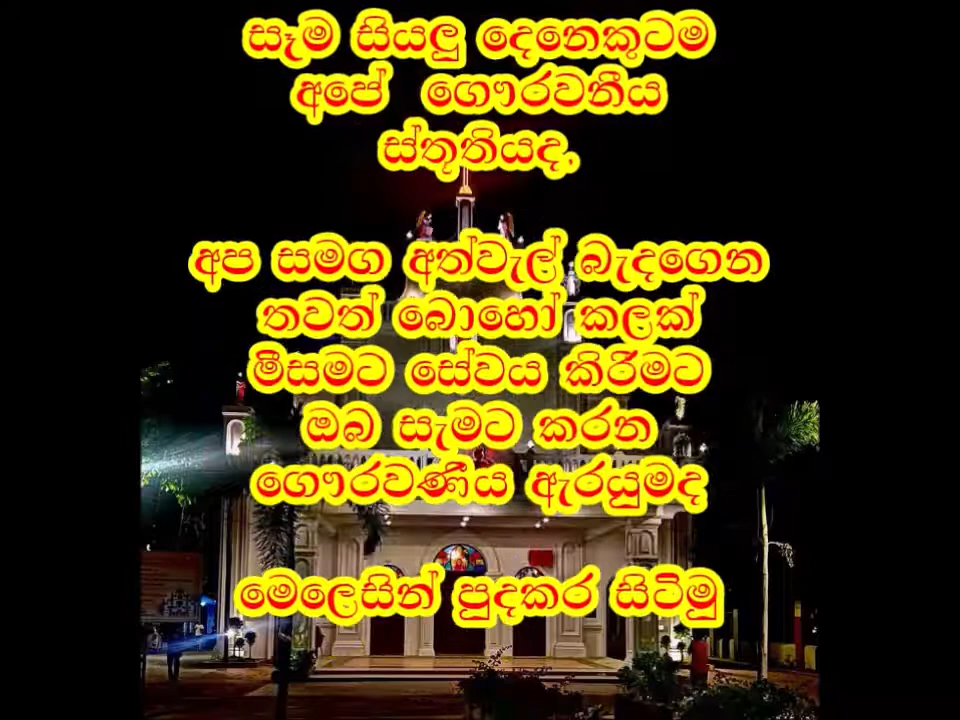 සැම සියලු දෙනෙකුටම
අපේ ගෞරවනීය
ස්තූතියද,
අප සමග අත්වැල් බැදගෙන
තවත් බොහෝ කලක්
මීසමට සේවය කිරීමට
ඔබ සැමට කරන
ගෞරවණීය ඇරයුමද
මෙලෙසින් පුදකර සිටිමු